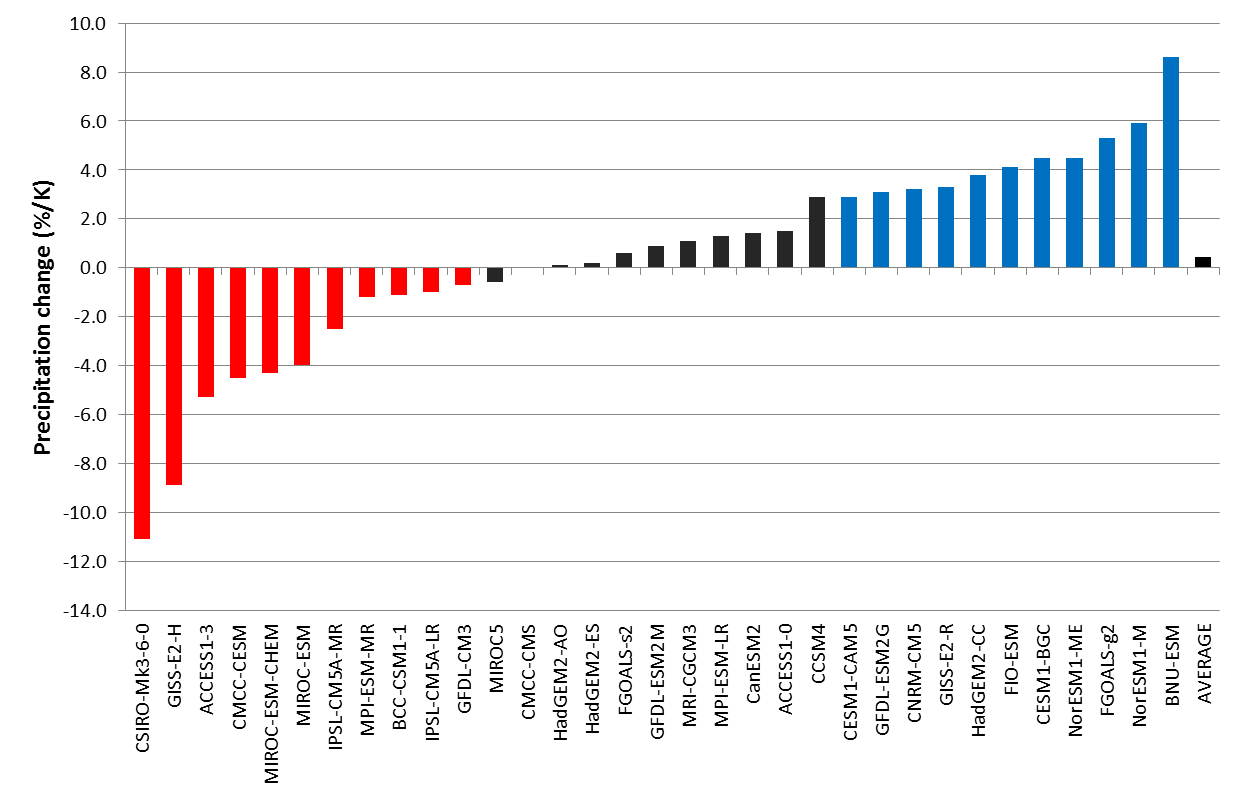 10.0
8.0
6.0
4.0
2.0
0.0
-2.0
-4.0
-6.0
-8.0
-10.0
-12.0
-14.0
Precipitation change (%/K)
CSIRO-Mk3-6-0
GISS-E2-H
ACCESS1-3
CMCC-CESM
MIROC-ESM-CHEM
MIROC-ESM
IPSL-CM5A-MR
MPI-ESM-MR
BCC-CSM1-1
IPSL-CM5A-LR
GFDL-CM3
MIROC5
CMCC-CMS
HadGEM2-AO
HadGEM2-ES
FGOALS-s2
GFDL-ESM2M
MRI-CGCM3
MPI-ESM-LR
CanESM2
ACCESS1-0
CCSM4
CESM1-CAM5
GFDL-ESM2G
CNRM-CM5
GISS-E2-R
HadGEM2-CC
FIO-ESM
CESM1-BGC
NorESM1-ME
FGOALS-g2
NorESM1-M
BNU-ESM
AVERAGE